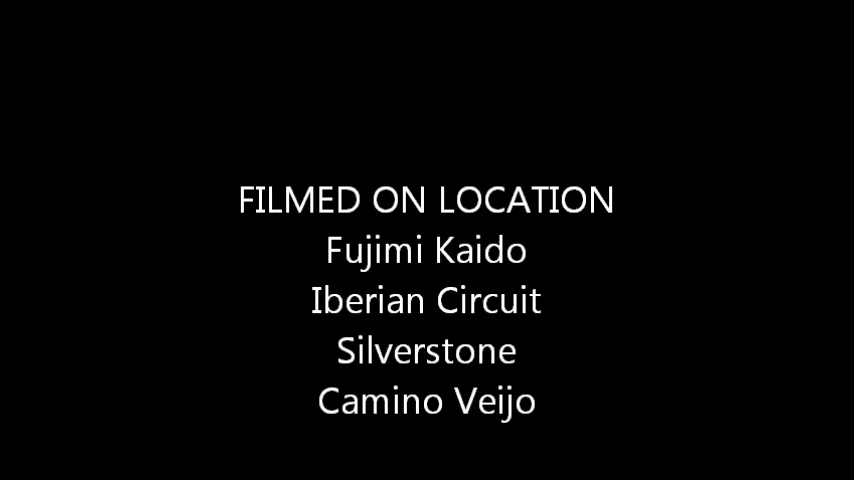 FILMED ON LOCATION
Fujimi Kaido
Iberian Circuit
Silverstone
Camino Veijo